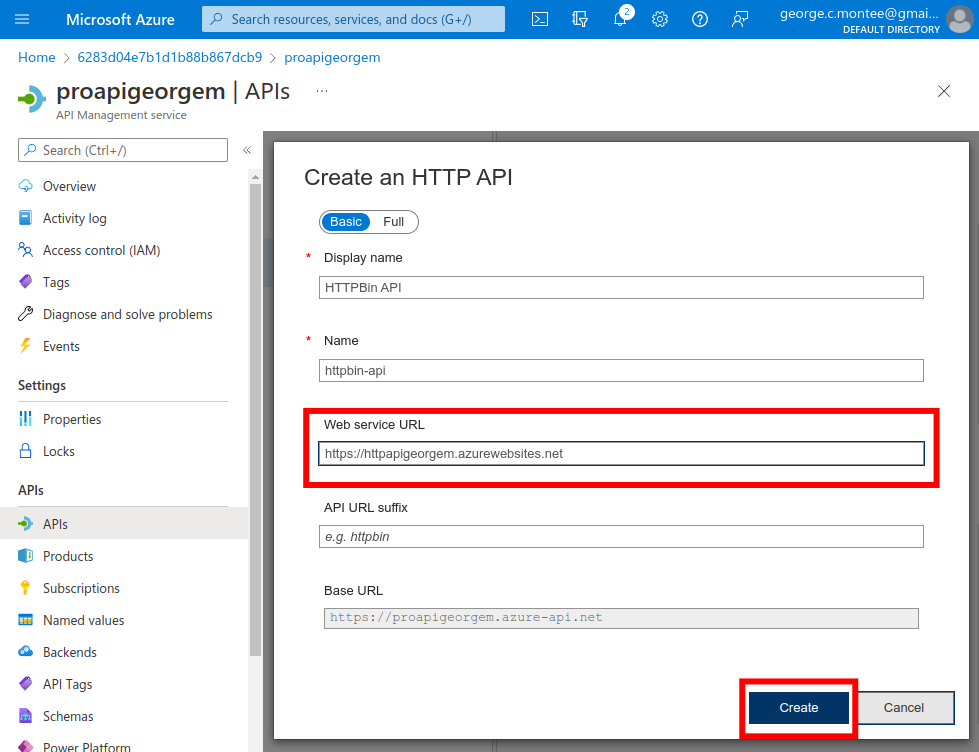 Microsoft Azure
Search resources, services, and docs (G+/)
2
george.c.montee@gmai...
DEFAULT DIRECTORY
Home > 6283d04e7b1d1b88b867dcb9 > proapigeorgem
proapigeorgem | APIs ...
API Management service
Search (Ctrl+/)
«
Overview
Activity log
Access control (IAM)
Tags
Diagnose and solve problems
Events
Settings
Properties
Locks
APIs
APIs
Products
Subscriptions
Named values
Backends
API Tags
Schemas
Power Platform
Create an HTTP API
Basic Full
* Display name
HTTPBin API
* Name
httpbin-api
Web service URL
https://httpapigeorgem.azurewebsites.net
API URL suffix
e.g. httpbin
Base URL
https://proapigeorgem.azure-api.net
Create Cancel